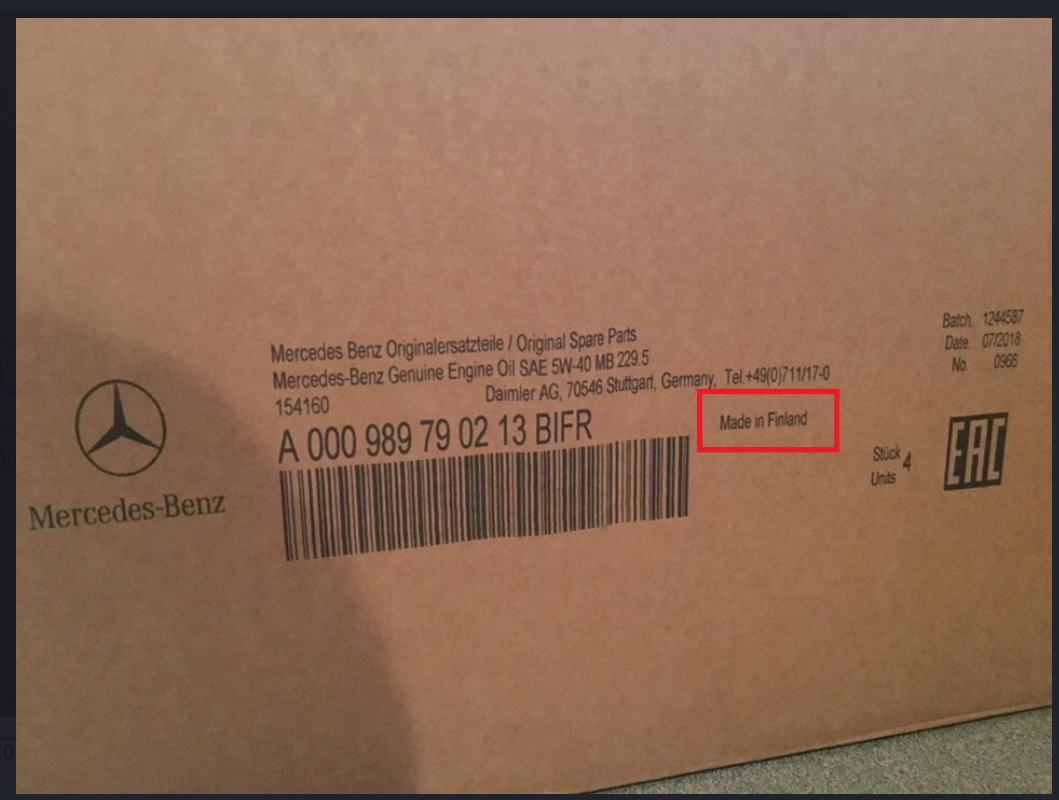 Mercedes-Benz
Mercedes Benz Originalersatzteile / Original Spare Parts
Mercedes-Benz Genuine Engine Oil SAE 5W-40 MB 229.5
154160 Daimler AG, 70546 Stuttgart, Germany, Tel.+49(0)711/17-0
A 000 989 79 02 13 BIFR
Made in Finland
Stück 4
Units
Batch. 1244587
Date. 07/2018
No. 0966
EAC